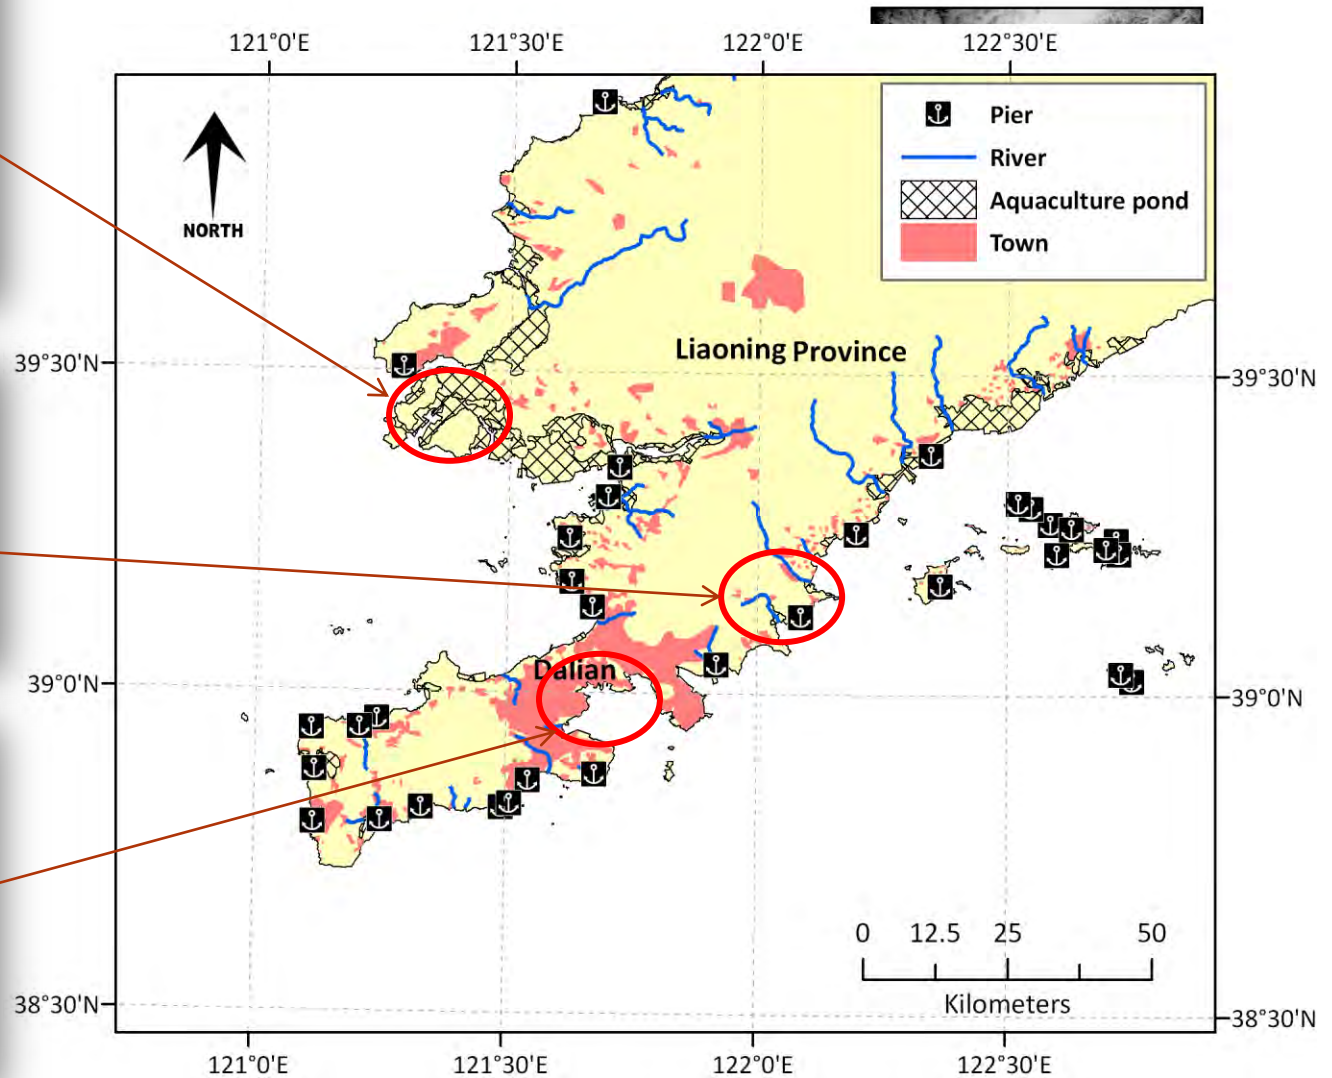 121°0'E 121°30'E 122°0'E 122°30'E
NORTH
Pier
River
Aquaculture pond
Town
Liaoning Province
39°30'N
39°30'N
Dalian
39°0'N
39°0'N
0 12.5 25 50
Kilometers
38°30'N
38°30'N
121°0'E 121°30'E 122°0'E 122°30'E